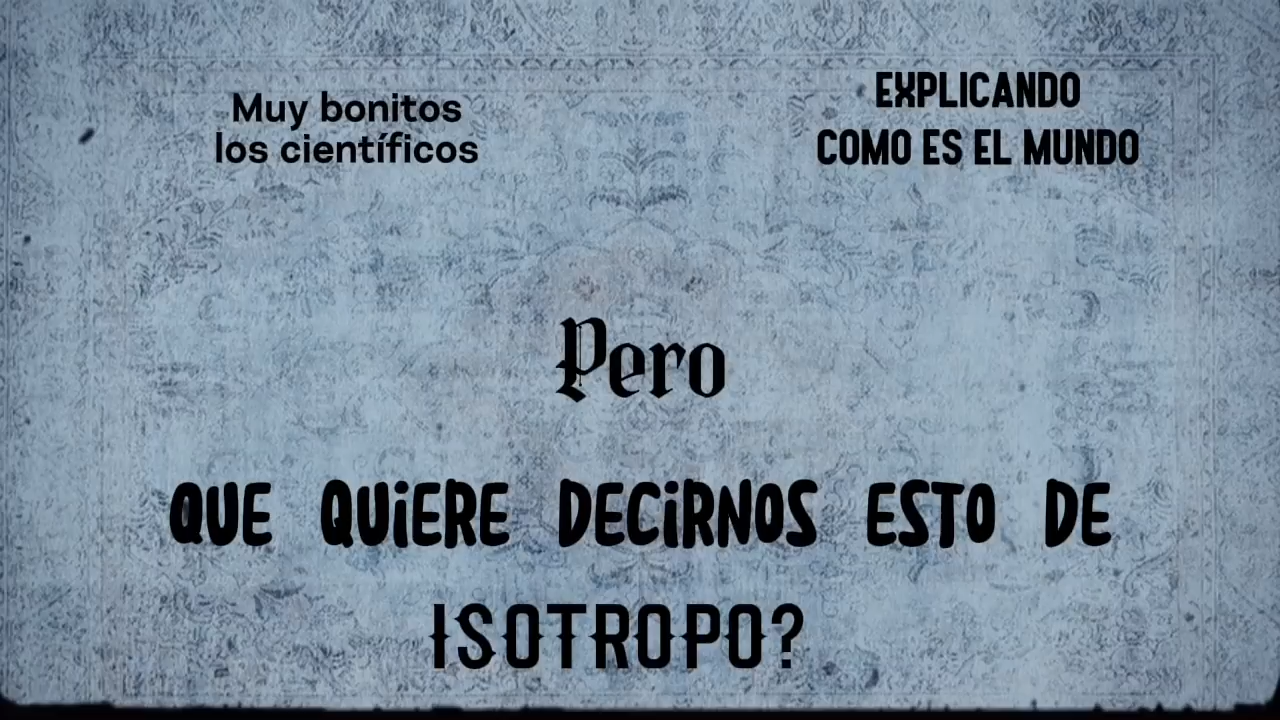 Muy bonitos
los científicos
EXPLICANDO
COMO ES EL MUNDO
Pero
QUE QUiERE DECiRNOS ESTO DE
ISOTROPO?